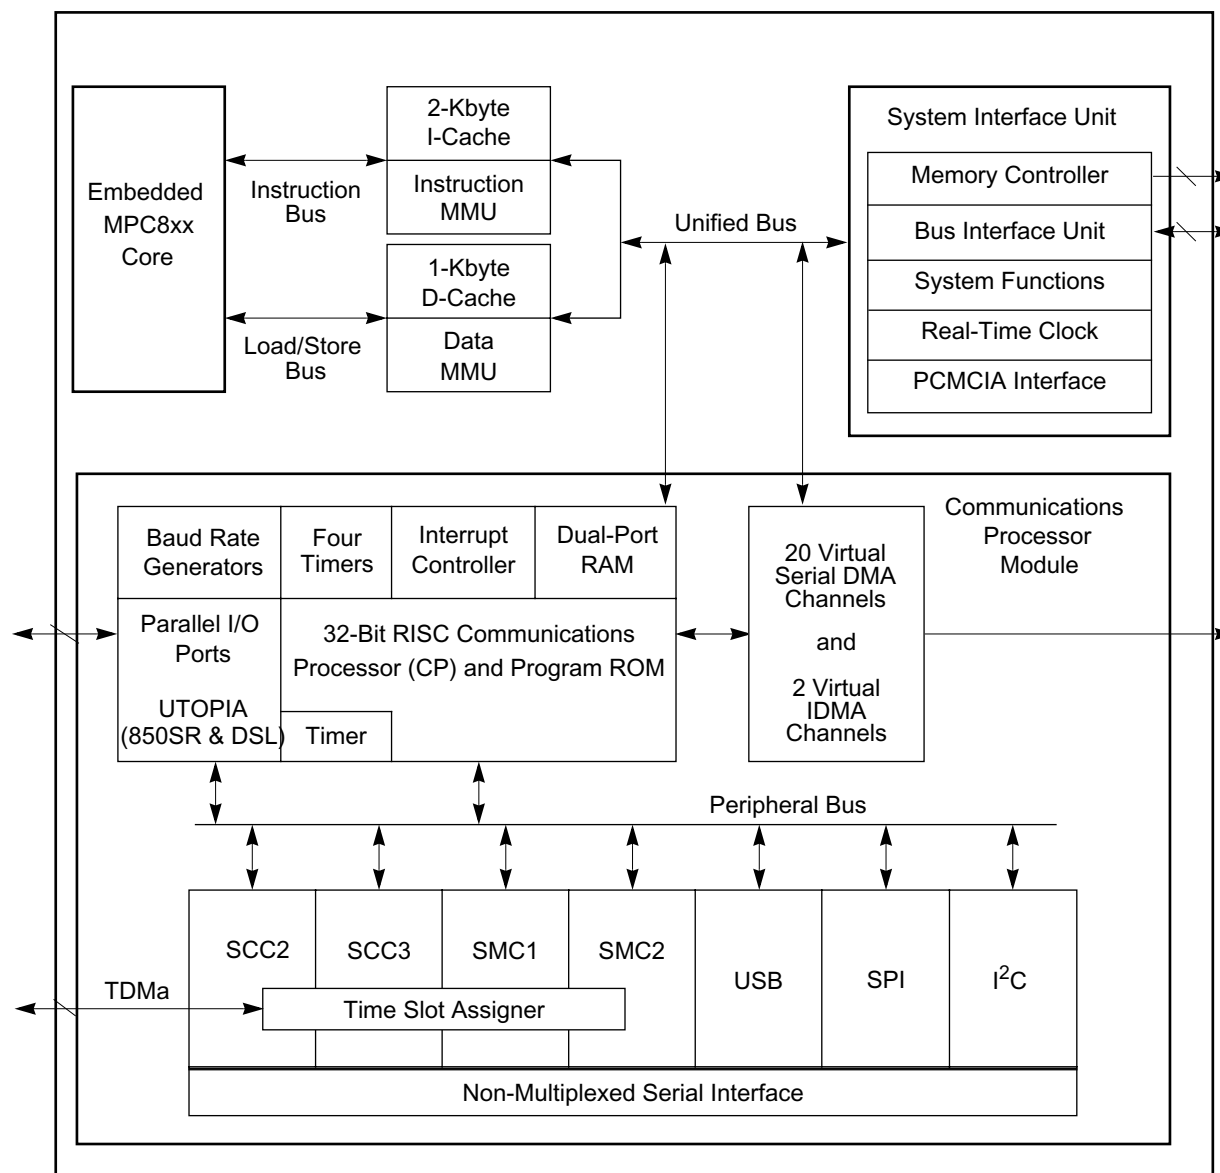 Embedded
MPC8xx
Core
Instruction
Bus
Load/Store
Bus
2-Kbyte
I-Cache
Instruction
MMU
1-Kbyte
D-Cache
Data
MMU
Unified Bus
System Interface Unit
Memory Controller
Bus Interface Unit
System Functions
Real-Time Clock
PCMCIA Interface
Communications
Processor
Module
Baud Rate
Generators
Four
Timers
Interrupt
Controller
Dual-Port
RAM
Parallel I/O
Ports
UTOPIA
(850SR & DSL)
32-Bit RISC Communications
Processor (CP) and Program ROM
Timer
20 Virtual
Serial DMA
Channels
and
2 Virtual
IDMA
Channels
Peripheral Bus
SCC2
SCC3
SMC1
SMC2
USB
SPI
I²C
TDMa
Time Slot Assigner
Non-Multiplexed Serial Interface